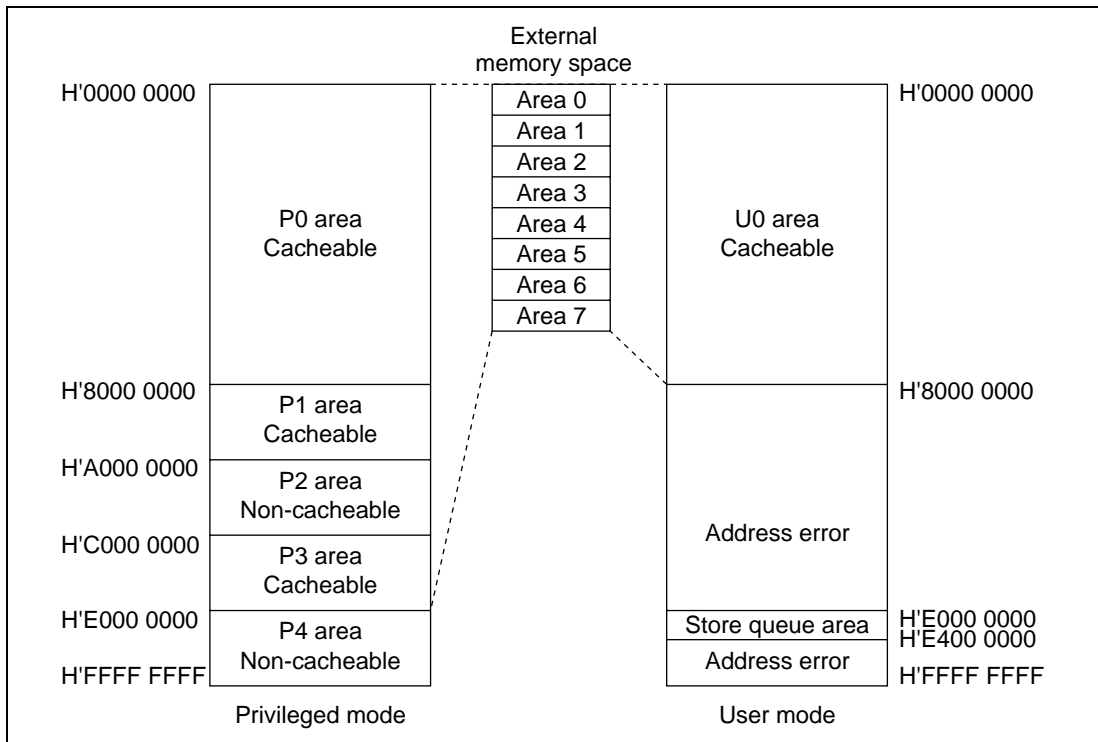 External
memory space
H'0000 0000
Area 0
Area 1
Area 2
Area 3
Area 4
Area 5
Area 6
Area 7
H'0000 0000
P0 area
Cacheable
U0 area
Cacheable
H'8000 0000
H'8000 0000
P1 area
Cacheable
H'A000 0000
P2 area
Non-cacheable
H'C000 0000
P3 area
Cacheable
Address error
H'E000 0000
P4 area
Non-cacheable
H'FFFF FFFF
Store queue area
H'E000 0000
H'E400 0000
Address error
H'FFFF FFFF
Privileged mode
User mode